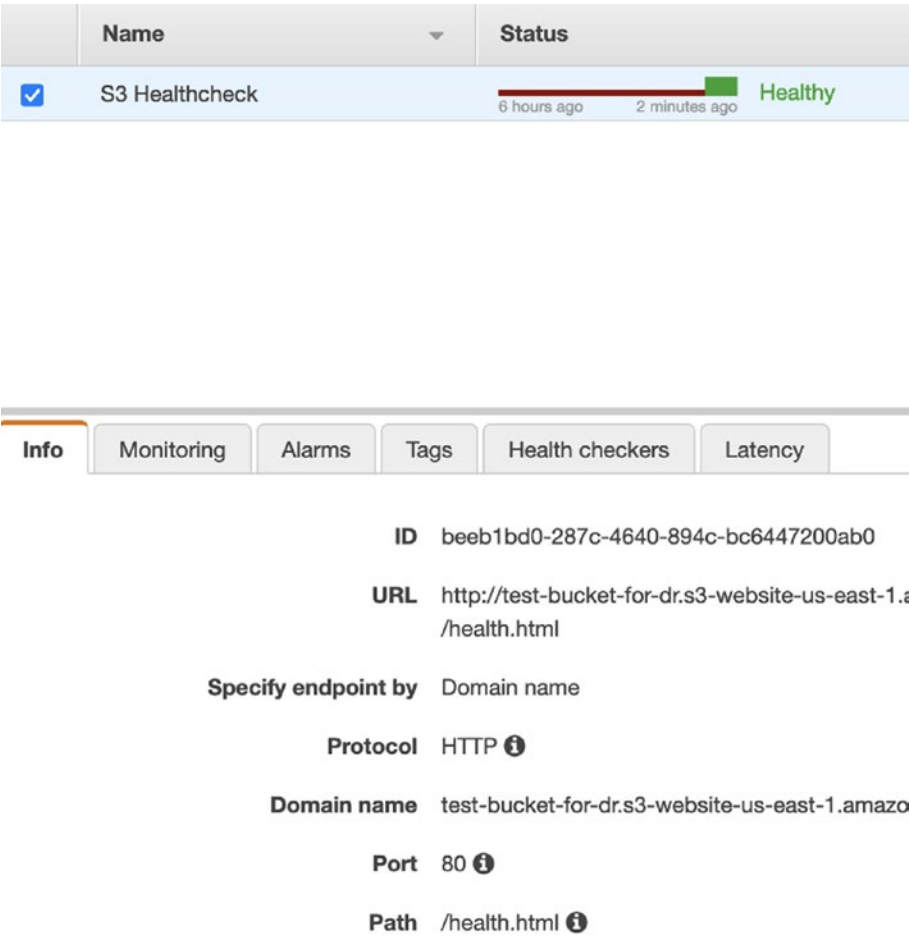 Name Status
S3 Healthcheck Healthy
6 hours ago 2 minutes ago
Info Monitoring Alarms Tags Health checkers Latency
ID beeb1bd0-287c-4640-894c-bc6447200ab0
URL http://test-bucket-for-dr.s3-website-us-east-1.a
/health.html
Specify endpoint by Domain name
Protocol HTTP
Domain name test-bucket-for-dr.s3-website-us-east-1.amazo
Port 80
Path /health.html